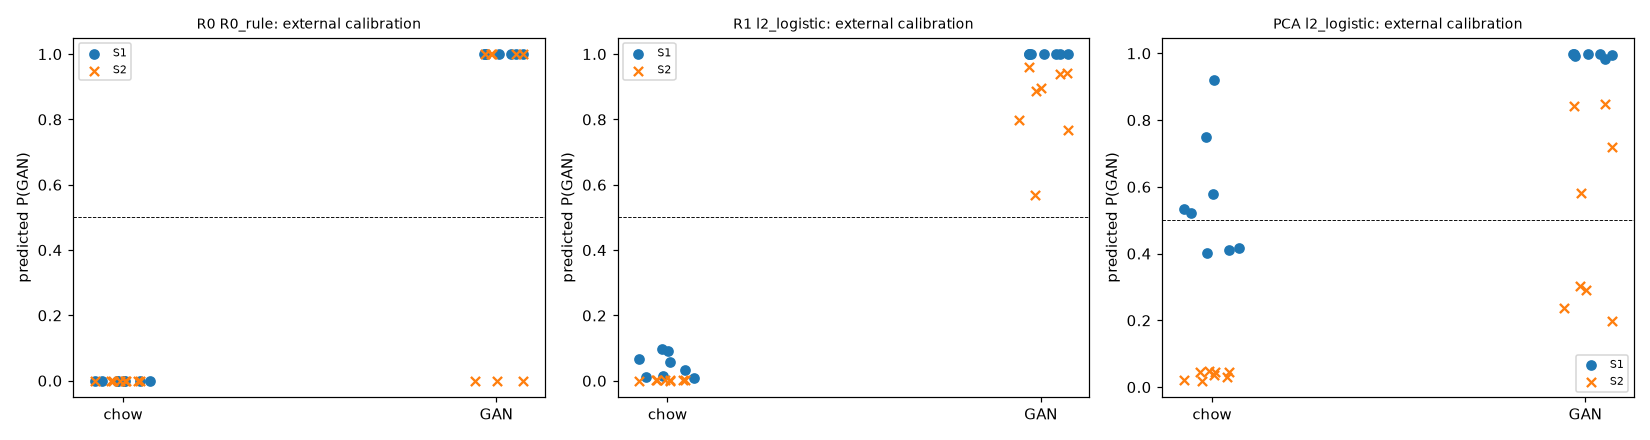 R0 R0_rule: external calibration
S1
S2
predicted P(GAN)
1.0
0.8
0.6
0.4
0.2
0.0
chow
GAN
R1 l2_logistic: external calibration
S1
S2
predicted P(GAN)
1.0
0.8
0.6
0.4
0.2
0.0
chow
GAN
PCA l2_logistic: external calibration
predicted P(GAN)
1.0
0.8
0.6
0.4
0.2
0.0
S1
S2
chow
GAN